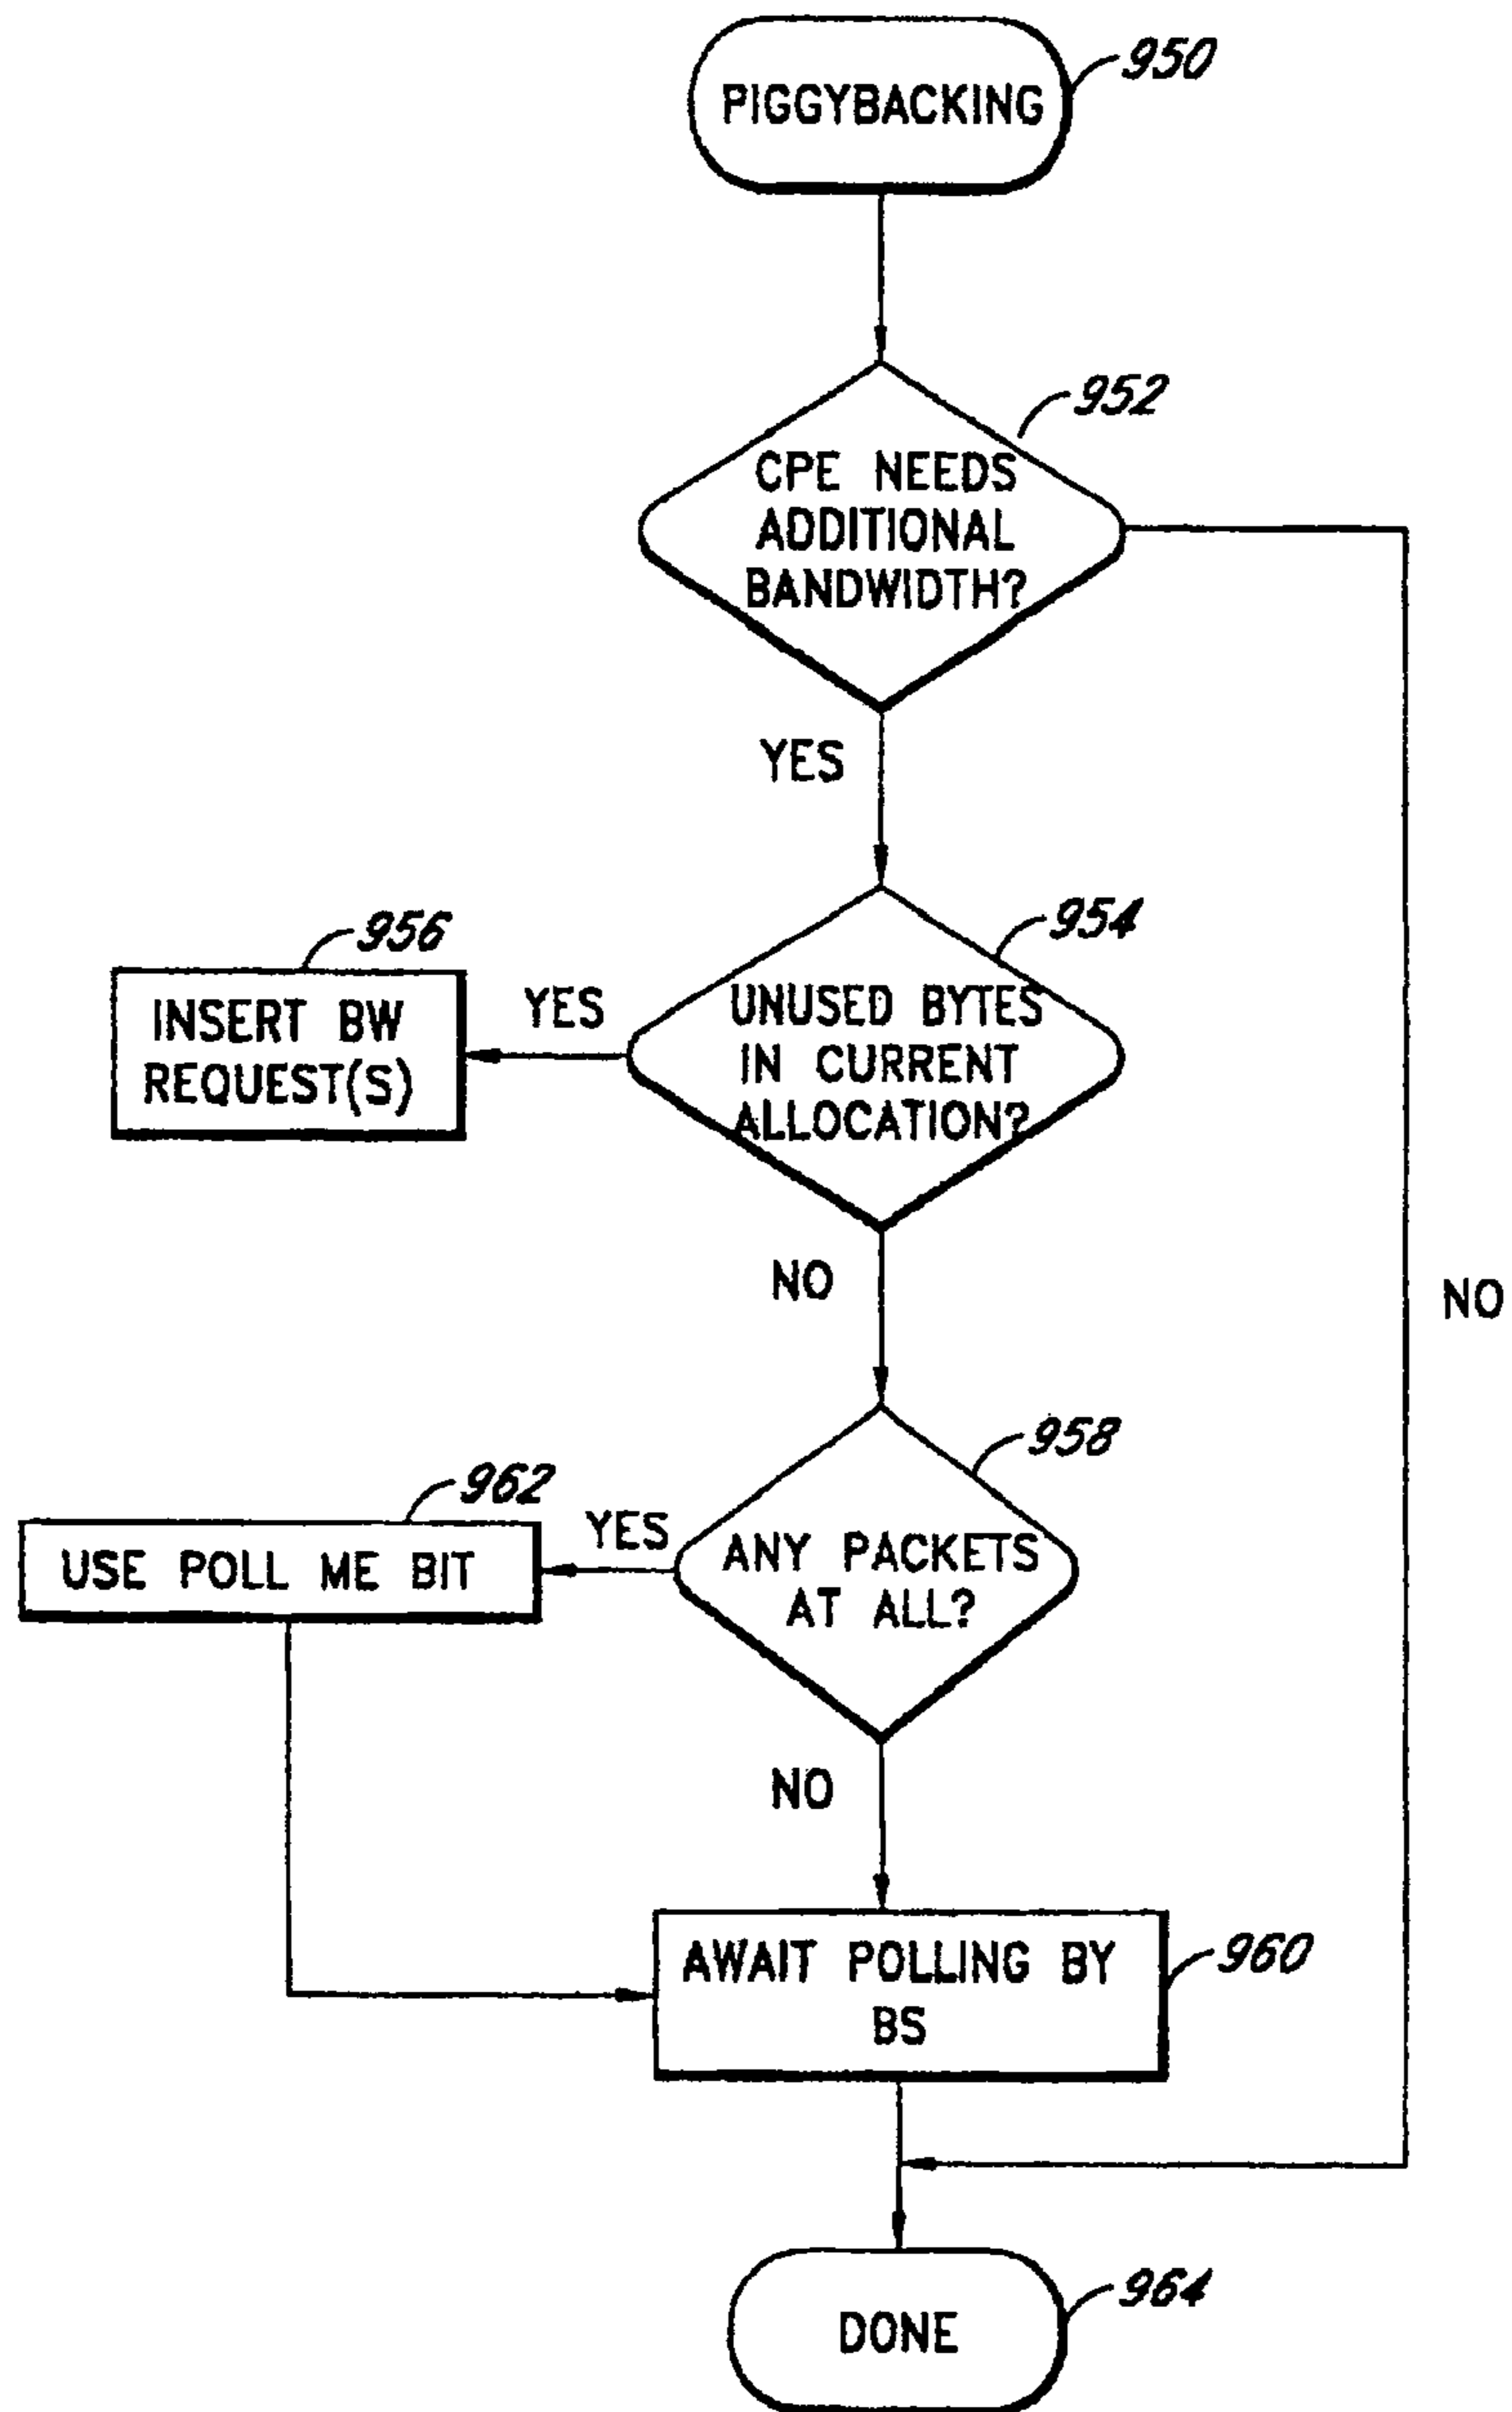 950
PIGGYBACKING
952
CPE NEEDS
ADDITIONAL
BANDWIDTH?
YES
954
956
UNUSED BYTES
IN CURRENT
ALLOCATION?
YES
INSERT BW
REQUEST(S)
NO
NO
958
962
YES
ANY PACKETS
AT ALL?
USE POLL ME BIT
NO
960
AWAIT POLLING BY
BS
964
DONE